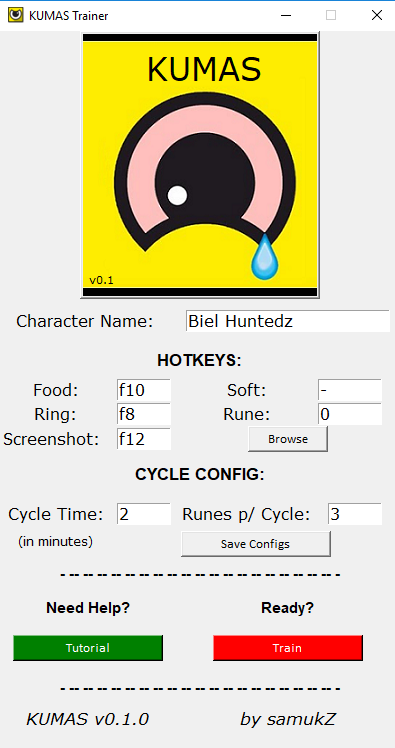 KUMAS Trainer
KUMAS
v0.1
Character Name: Biel Huntedz
HOTKEYS:
Food: f10 Soft: -
Ring: f8 Rune: 0
Screenshot: f12 Browse
CYCLE CONFIG:
Cycle Time: 2 Runes p/ Cycle: 3
(in minutes) Save Configs
Need Help? Ready?
Tutorial Train
KUMAS v0.1.0 by samukZ